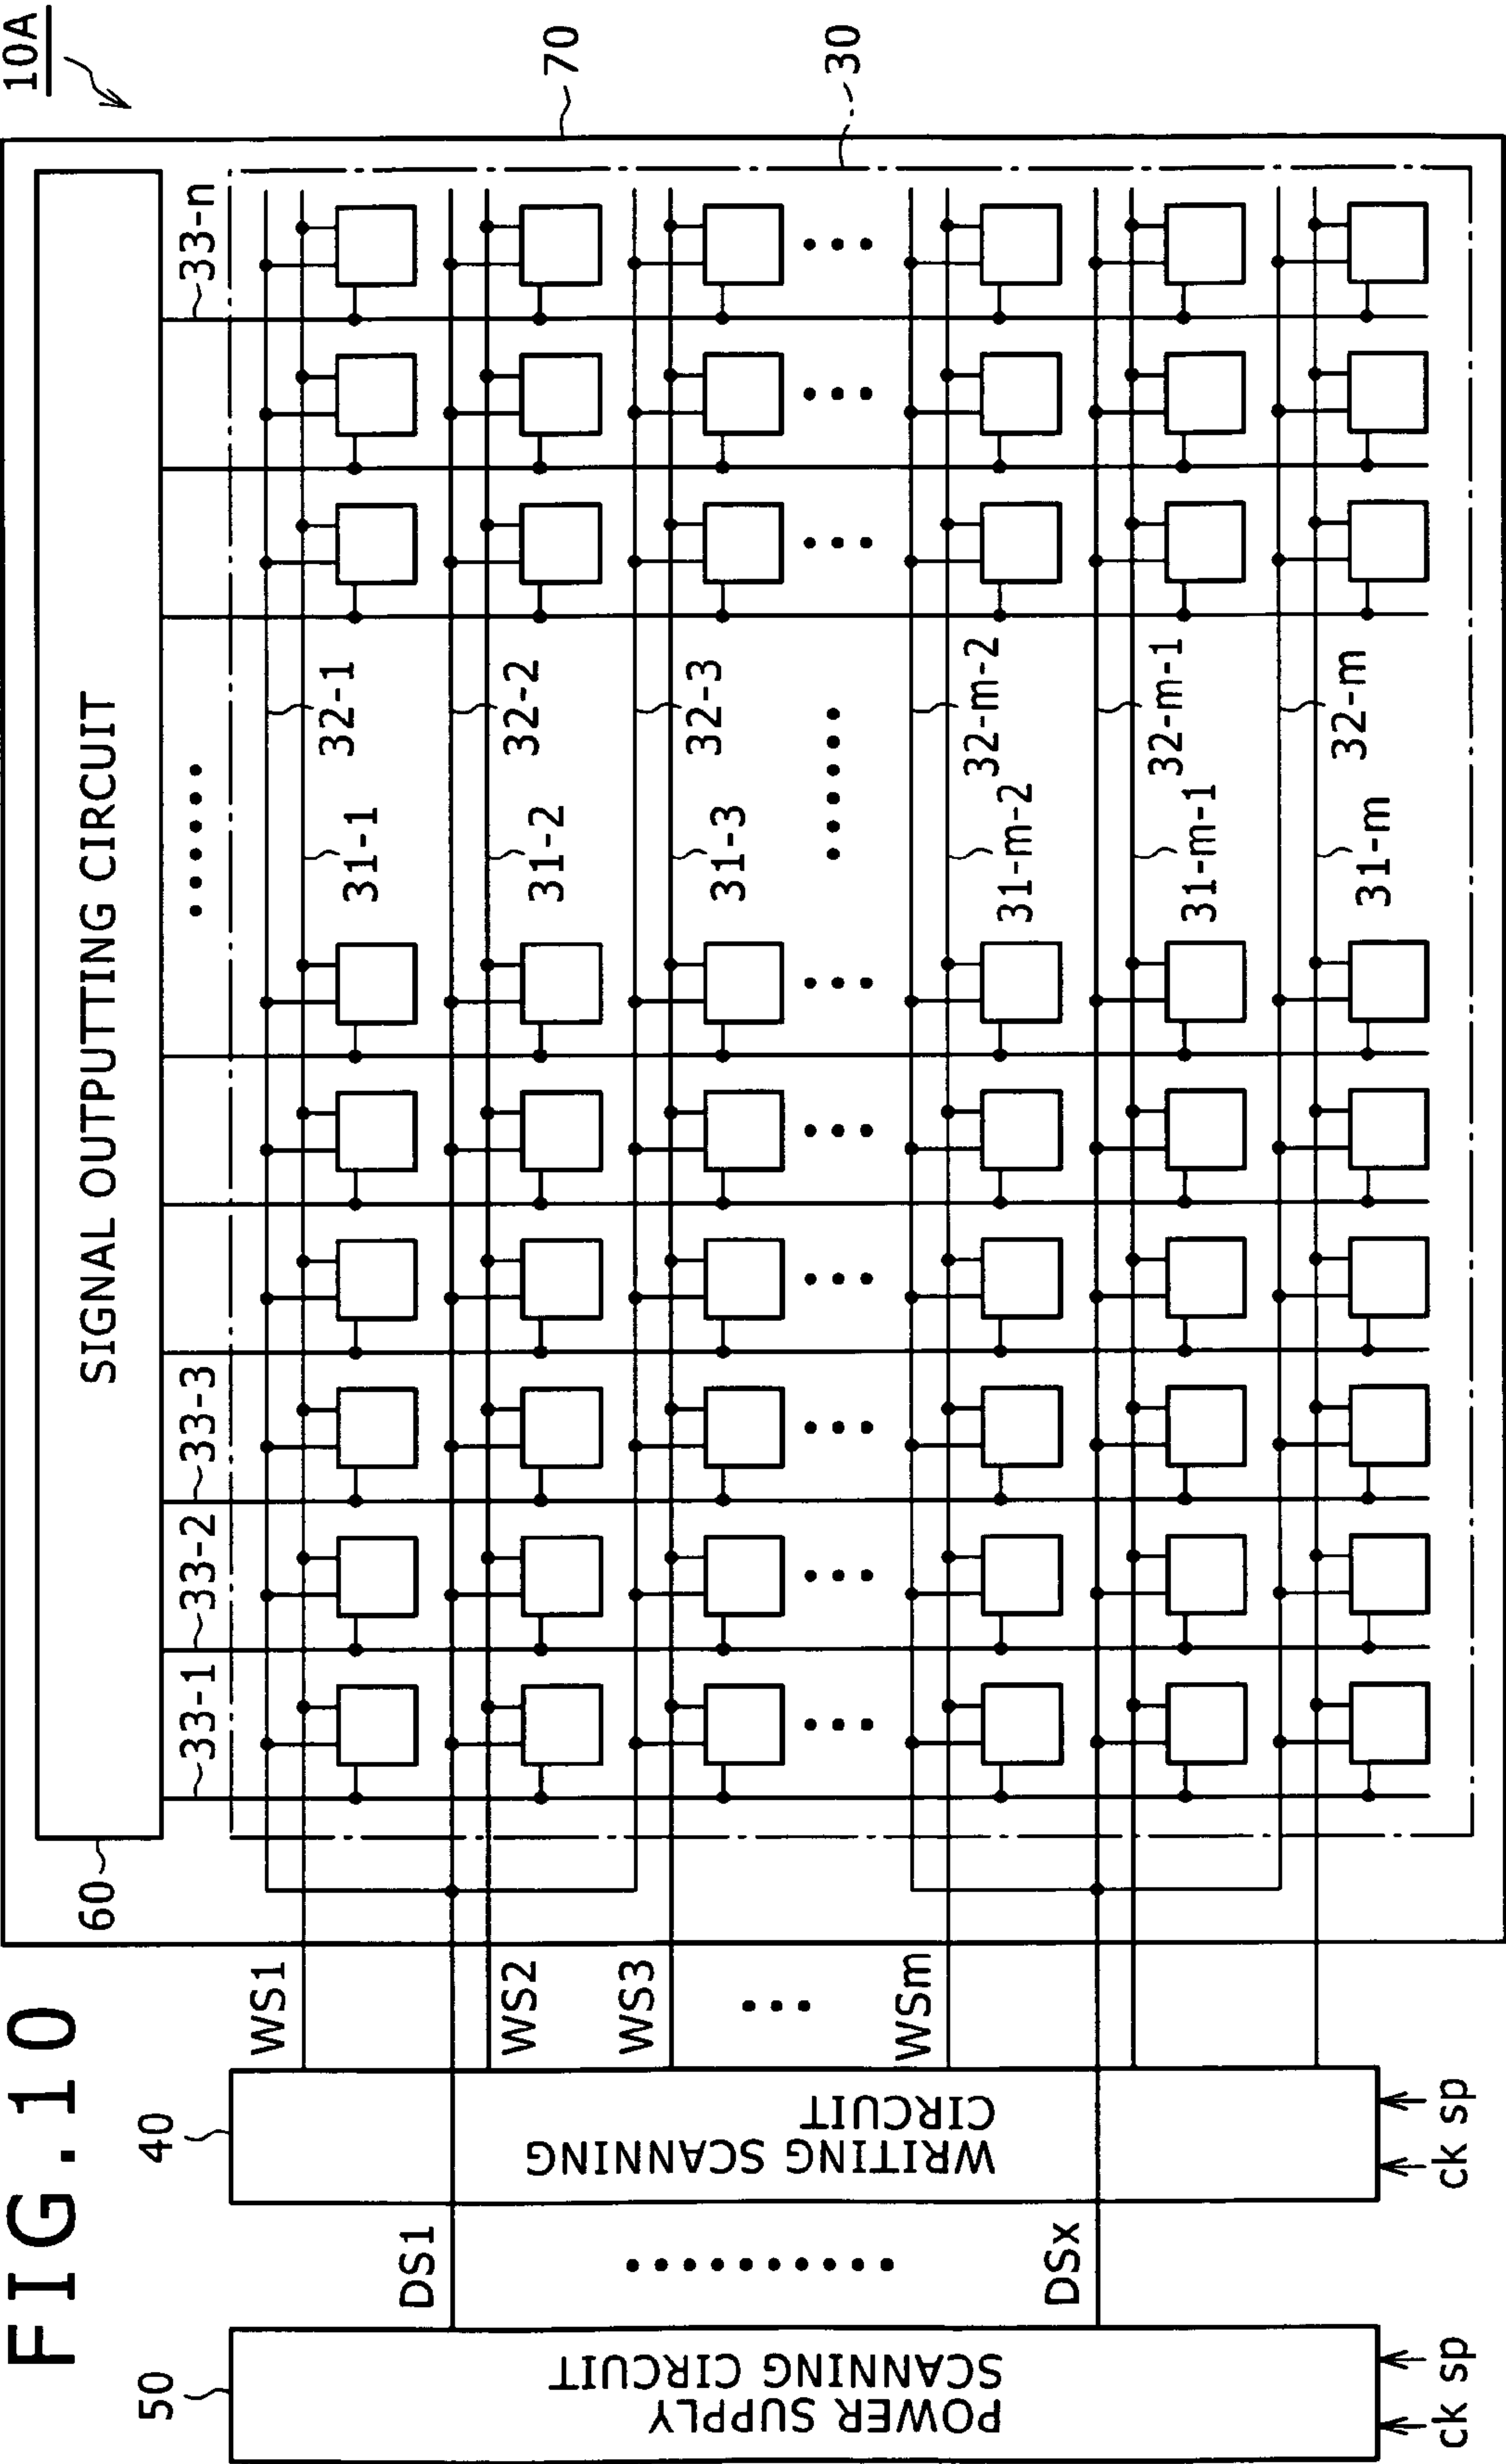 FIG.10
10A
50
POWER SUPPLY
SCANNING CIRCUIT
ck sp
40
WRITING SCANNING
CIRCUIT
ck sp
DS1
DSx
WS1
WS2
WS3
WSm
60
SIGNAL OUTPUTTING CIRCUIT
70
30
33-1
33-2
33-3
33-n
31-1
32-1
31-2
32-2
31-3
32-3
31-m-2
32-m-2
31-m-1
32-m-1
31-m
32-m